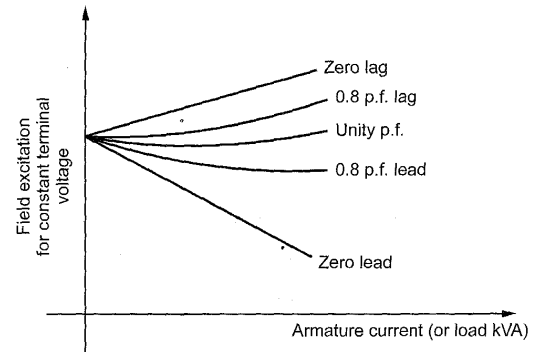 Field excitation
for constant terminal
voltage
Zero lag
0.8 p.f. lag
Unity p.f.
0.8 p.f. lead
Zero lead
Armature current (or load kVA)